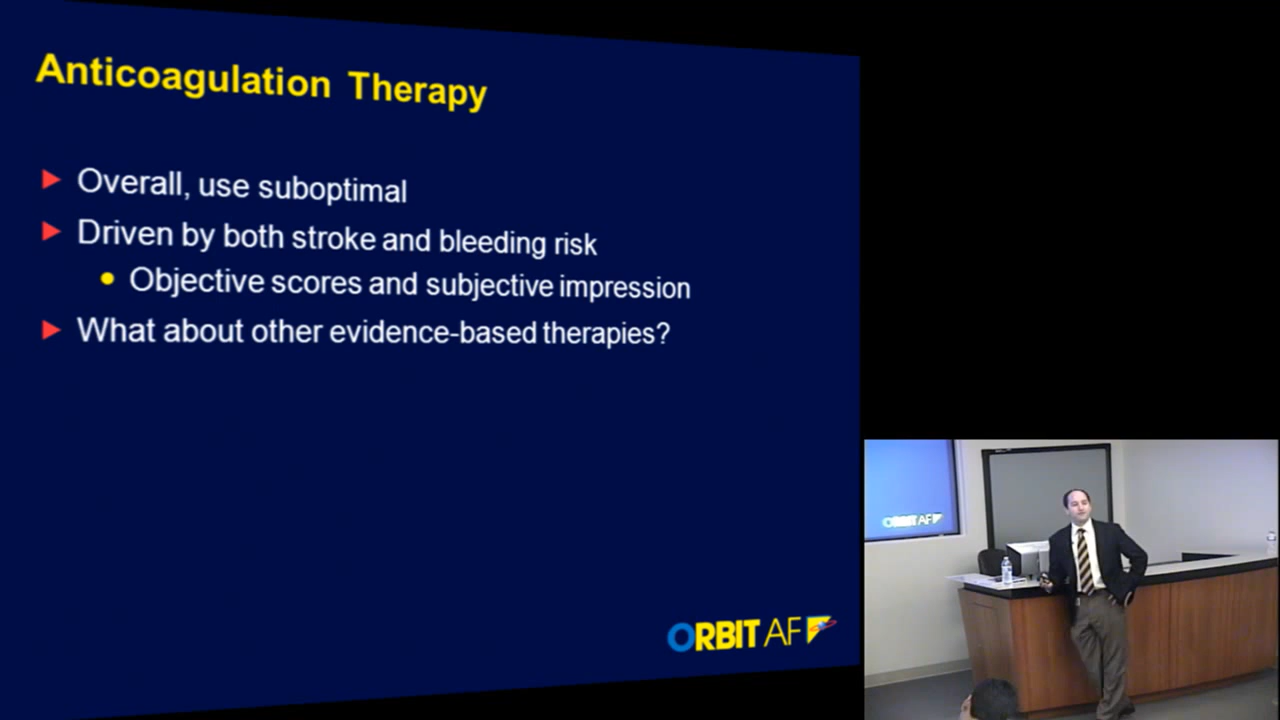 Anticoagulation Therapy
Overall, use suboptimal
Driven by both stroke and bleeding risk
Objective scores and subjective impression
What about other evidence-based therapies?
ORBIT AF
ORBIT AF